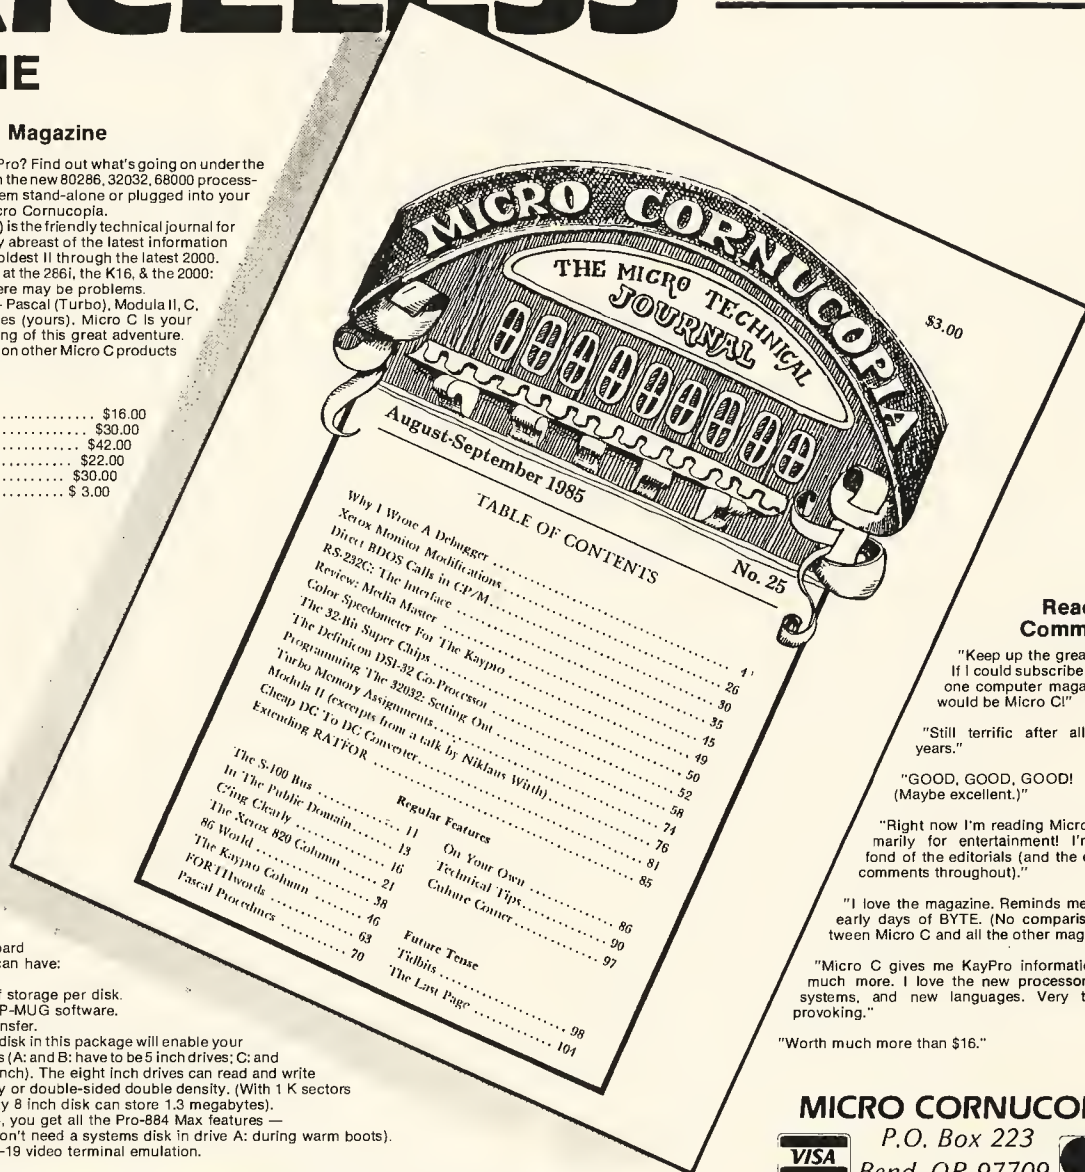 ICELESS
IE
Magazine
Pro? Find out what's going on under the
the new 80286, 32032, 68000 process-
em stand-alone or plugged into your
cro Cornucopia.
) is the friendly technical journal for
y abreast of the latest information
oldest II through the latest 2000.
at the 286i, the K16, & the 2000:
ere may be problems.
- Pascal (Turbo), Modula II, C,
es (yours). Micro C Is your
ng of this great adventure.
on other Micro C products
............ $16.00
............ $30.00
............ $42.00
............ $22.00
............ $30.00
............ $ 3.00
MICRO CORNUCOPIA
THE MICRO TECHNICAL
JOURNAL
$3.00
August-September 1985
No. 25
TABLE OF CONTENTS
Why I Wrote A Debugger .......... 4
Xerox Monitor Modifications .......... 26
Direct BDOS Calls in CP/M .......... 30
RS-232C: The Interface .......... 35
Review: Media Master .......... 45
Color Speedometer For The Kaypro .......... 49
The 32-Bit Super Chips .......... 50
The Definicon DSI-32 Co-Processor .......... 52
Programming The 32032: Setting Out .......... 58
Turbo Memory Assignments .......... 74
Modula II (excerpts from a talk by Niklaus Wirth) .......... 76
Cheap DC To DC Converter .......... 81
Extending RATFOR .......... 85
Regular Features
The S-100 Bus .......... 11
In The Public Domain .......... 13
C'ing Clearly .......... 16
The Xerox 820 Column .......... 21
86 World .......... 38
The Kaypro Column .......... 46
FORTHwords .......... 63
Pascal Procedures .......... 70
On Your Own .......... 86
Technical Tips .......... 90
Culture Corner .......... 97
Future Tense
Tidbits .......... 98
The Last Page .......... 104
Read
Comm
"Keep up the grea
If I could subscribe
one computer maga
would be Micro C!"
"Still terrific after all
years."
"GOOD, GOOD, GOOD!
(Maybe excellent.)"
"Right now I'm reading Micro
marily for entertainment! I'm
fond of the editorials (and the
comments throughout)."
"I love the magazine. Reminds me
early days of BYTE. (No comparis
tween Micro C and all the other mag
"Micro C gives me KayPro informatio
much more. I love the new processor
systems, and new languages. Very t
provoking."
"Worth much more than $16."
ard
can have:
f storage per disk.
P-MUG software.
nsfer.
disk in this package will enable your
s (A: and B: have to be 5 inch drives; C: and
nch). The eight inch drives can read and write
y or double-sided double density. (With 1 K sectors
y 8 inch disk can store 1.3 megabytes).
, you get all the Pro-884 Max features —
on't need a systems disk in drive A: during warm boots).
-19 video terminal emulation.
MICRO CORNUCOP
P.O. Box 223
VISA
Bend, OR 97709